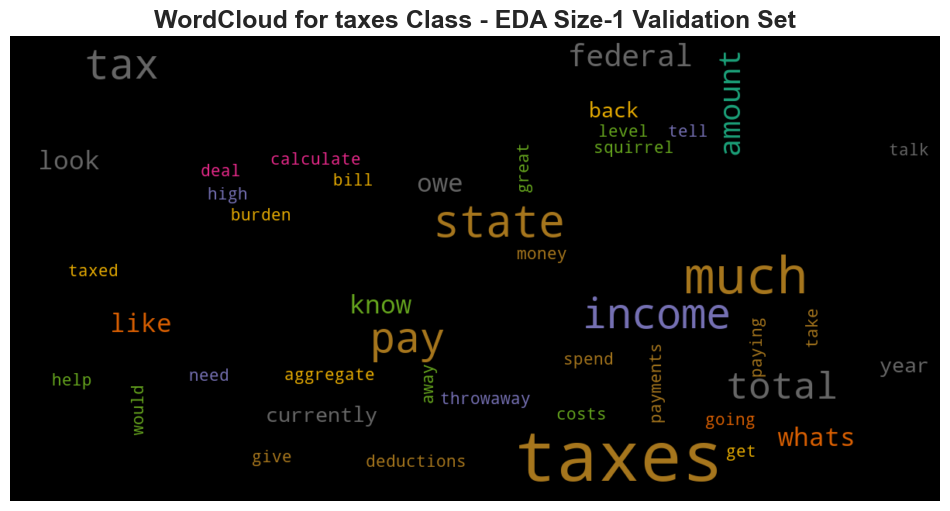 WordCloud for taxes Class - EDA Size-1 Validation Set
tax
federal
amount
back
level
tell
squirrel
talk
look
calculate
great
deal
bill
owe
high
burden
state
money
taxed
much
know
income
like
pay
take
paying
spend
payments
year
help
need
aggregate
away
total
would
throwaway
currently
costs
going
whats
taxes
get
give
deductions